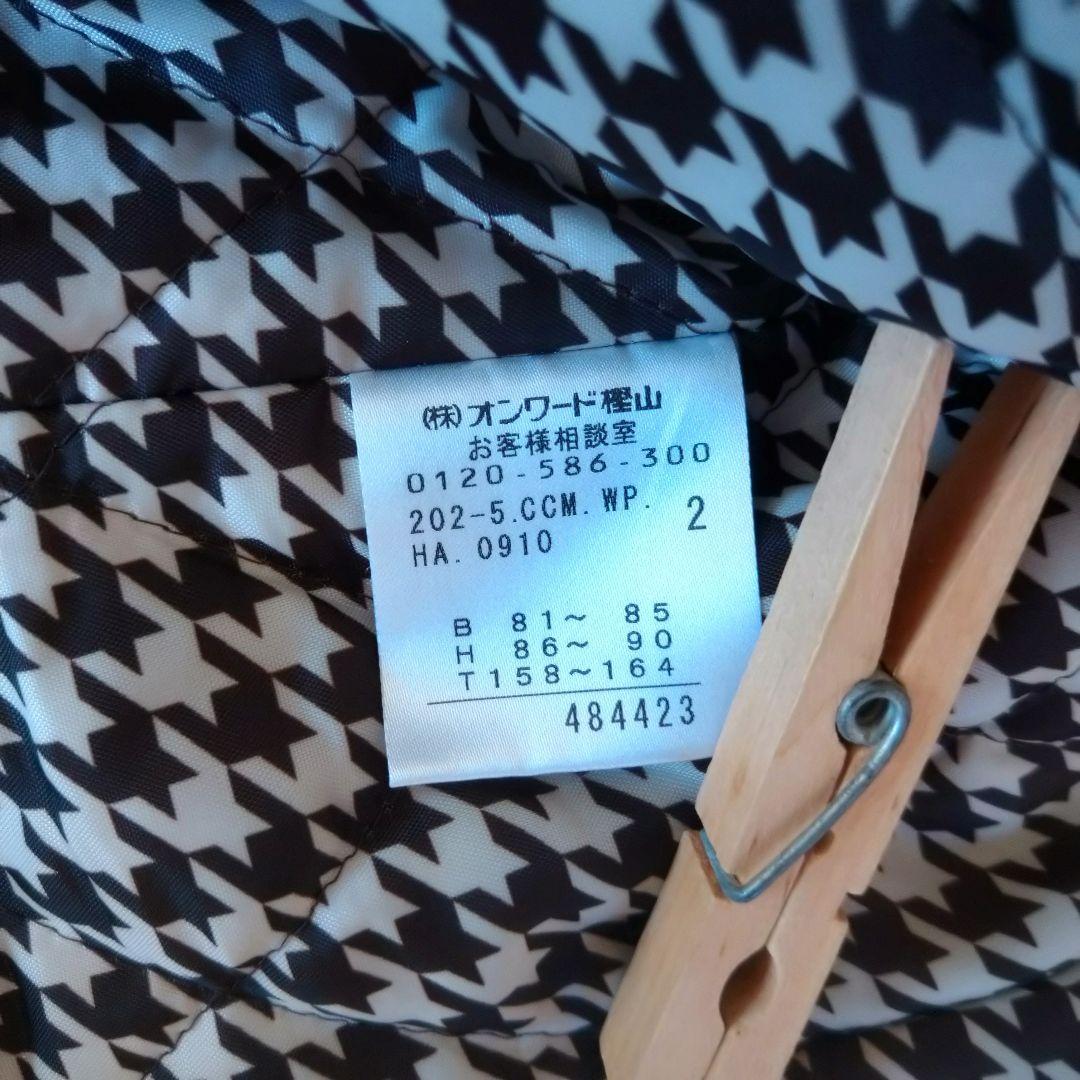 (株)オンワード樫山
お客様相談室
0120-586-300
202-5.CCM.WP. 2
HA.0910
B 81～ 85
H 86～ 90
T158～164
484423